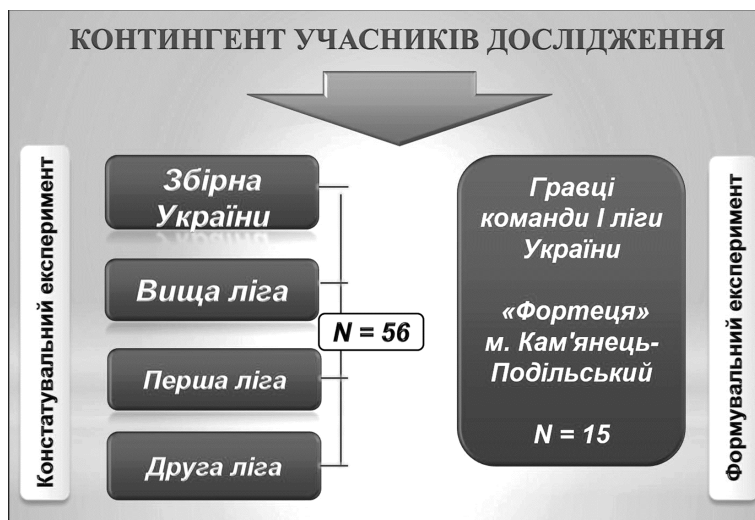 КОНТИНГЕНТ УЧАСНИКІВ ДОСЛІДЖЕННЯ
Констатувальний експеримент
Збірна
України
Вища ліга
N = 56
Перша ліга
Друга ліга
Гравці
команди І ліги
України
«Фортеця»
м. Кам'янець-
Подільський
N = 15
Формувальний експеримент